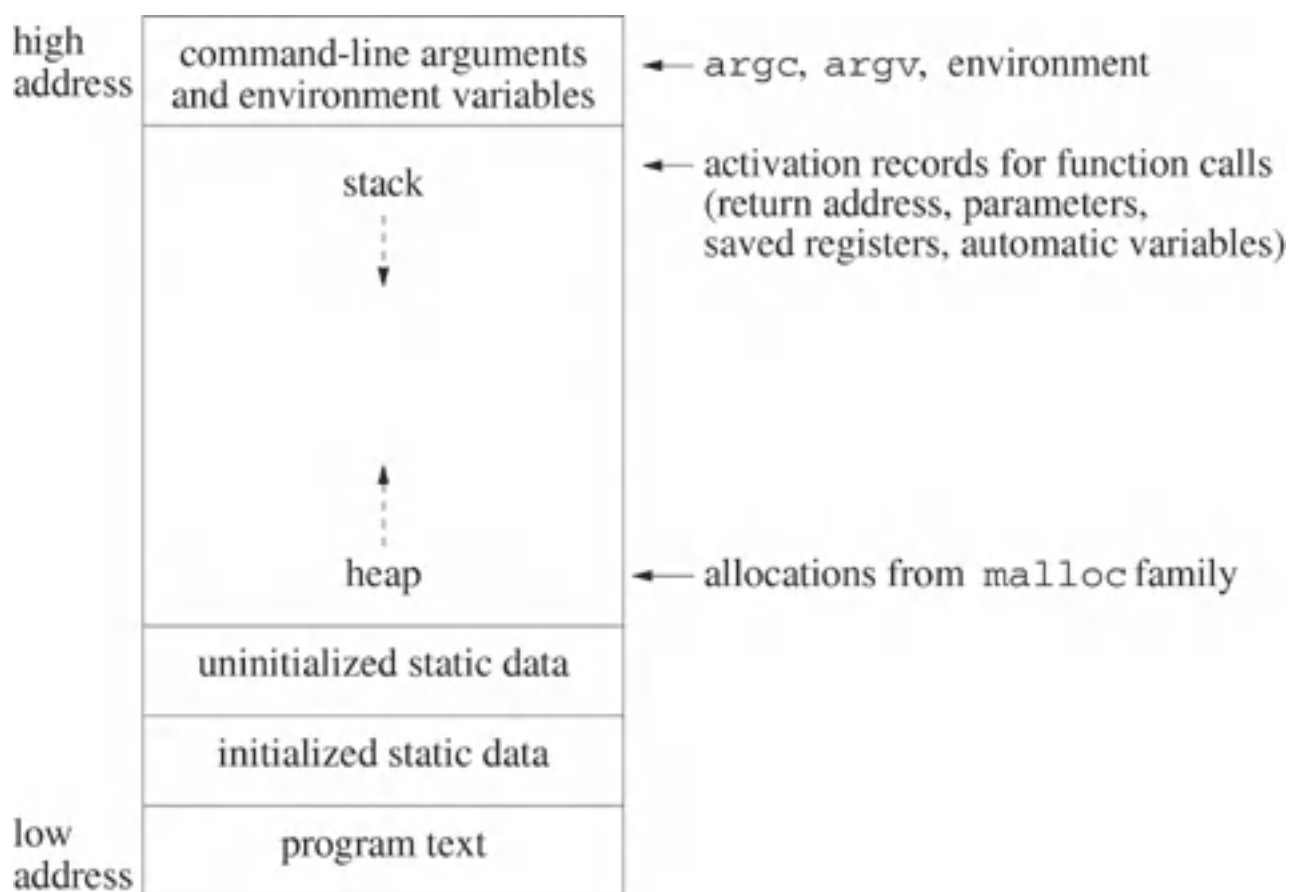 high
address
command-line arguments
and environment variables
argc, argv, environment
stack
activation records for function calls
(return address, parameters,
saved registers, automatic variables)
heap
allocations from malloc family
uninitialized static data
initialized static data
low
address
program text